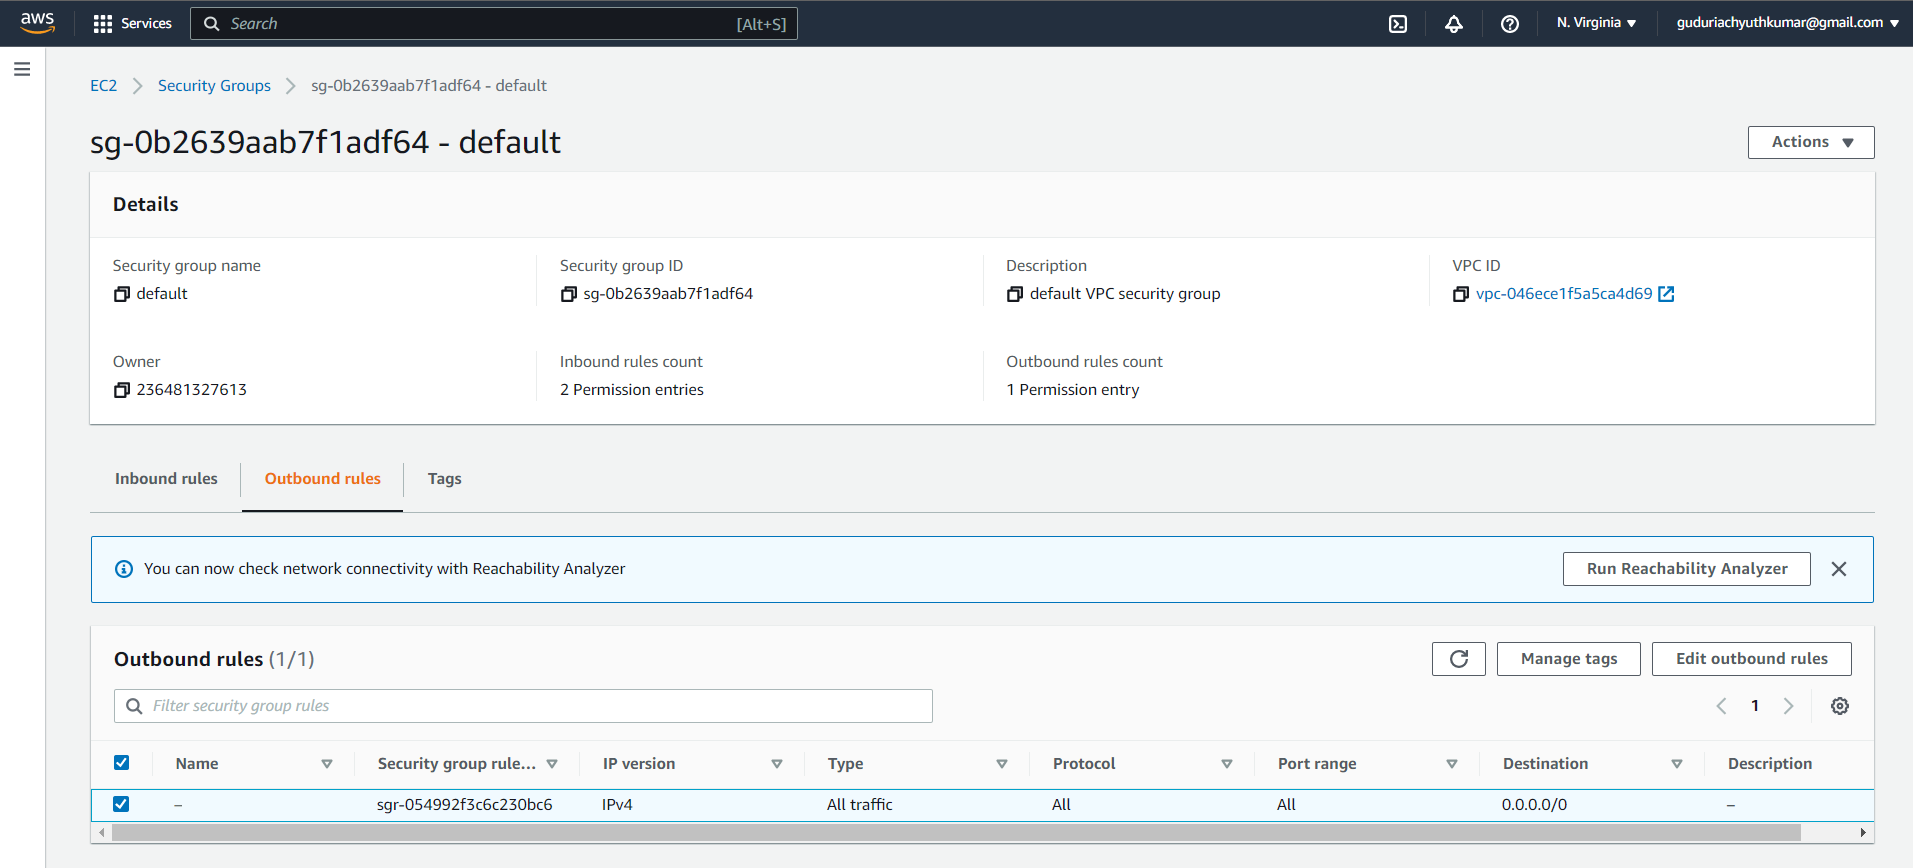 aws Services Search [Alt+S] N. Virginia guduriachyuthkumar@gmail.com
EC2 Security Groups sg-0b2639aab7f1adf64 - default
sg-0b2639aab7f1adf64 - default Actions
Details
Security group name Security group ID Description VPC ID
default sg-0b2639aab7f1adf64 default VPC security group vpc-046ece1f5a5ca4d69
Owner Inbound rules count Outbound rules count
236481327613 2 Permission entries 1 Permission entry
Inbound rules Outbound rules Tags
You can now check network connectivity with Reachability Analyzer Run Reachability Analyzer
Outbound rules (1/1) Manage tags Edit outbound rules
Filter security group rules 1
Name Security group rule... IP version Type Protocol Port range Destination Description
– sgr-054992f3c6c230bc6 IPv4 All traffic All All 0.0.0.0/0 –